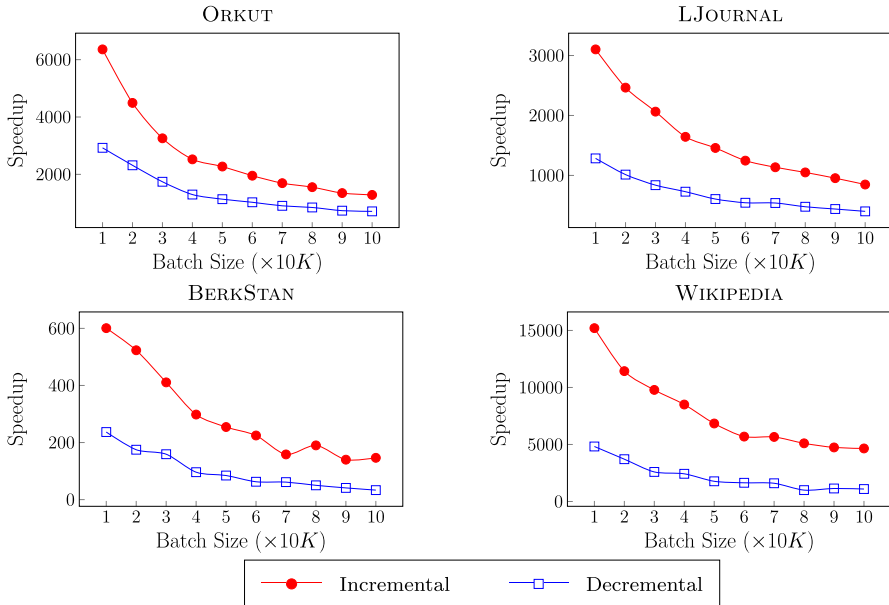 ORKUT
6000
4000
2000
Speedup
1 2 3 4 5 6 7 8 9 10
Batch Size (×10K)
LJOURNAL
3000
2000
1000
Speedup
1 2 3 4 5 6 7 8 9 10
Batch Size (×10K)
BERKSTAN
600
400
200
0
Speedup
1 2 3 4 5 6 7 8 9 10
Batch Size (×10K)
WIKIPEDIA
15000
10000
5000
0
Speedup
1 2 3 4 5 6 7 8 9 10
Batch Size (×10K)
Incremental Decremental